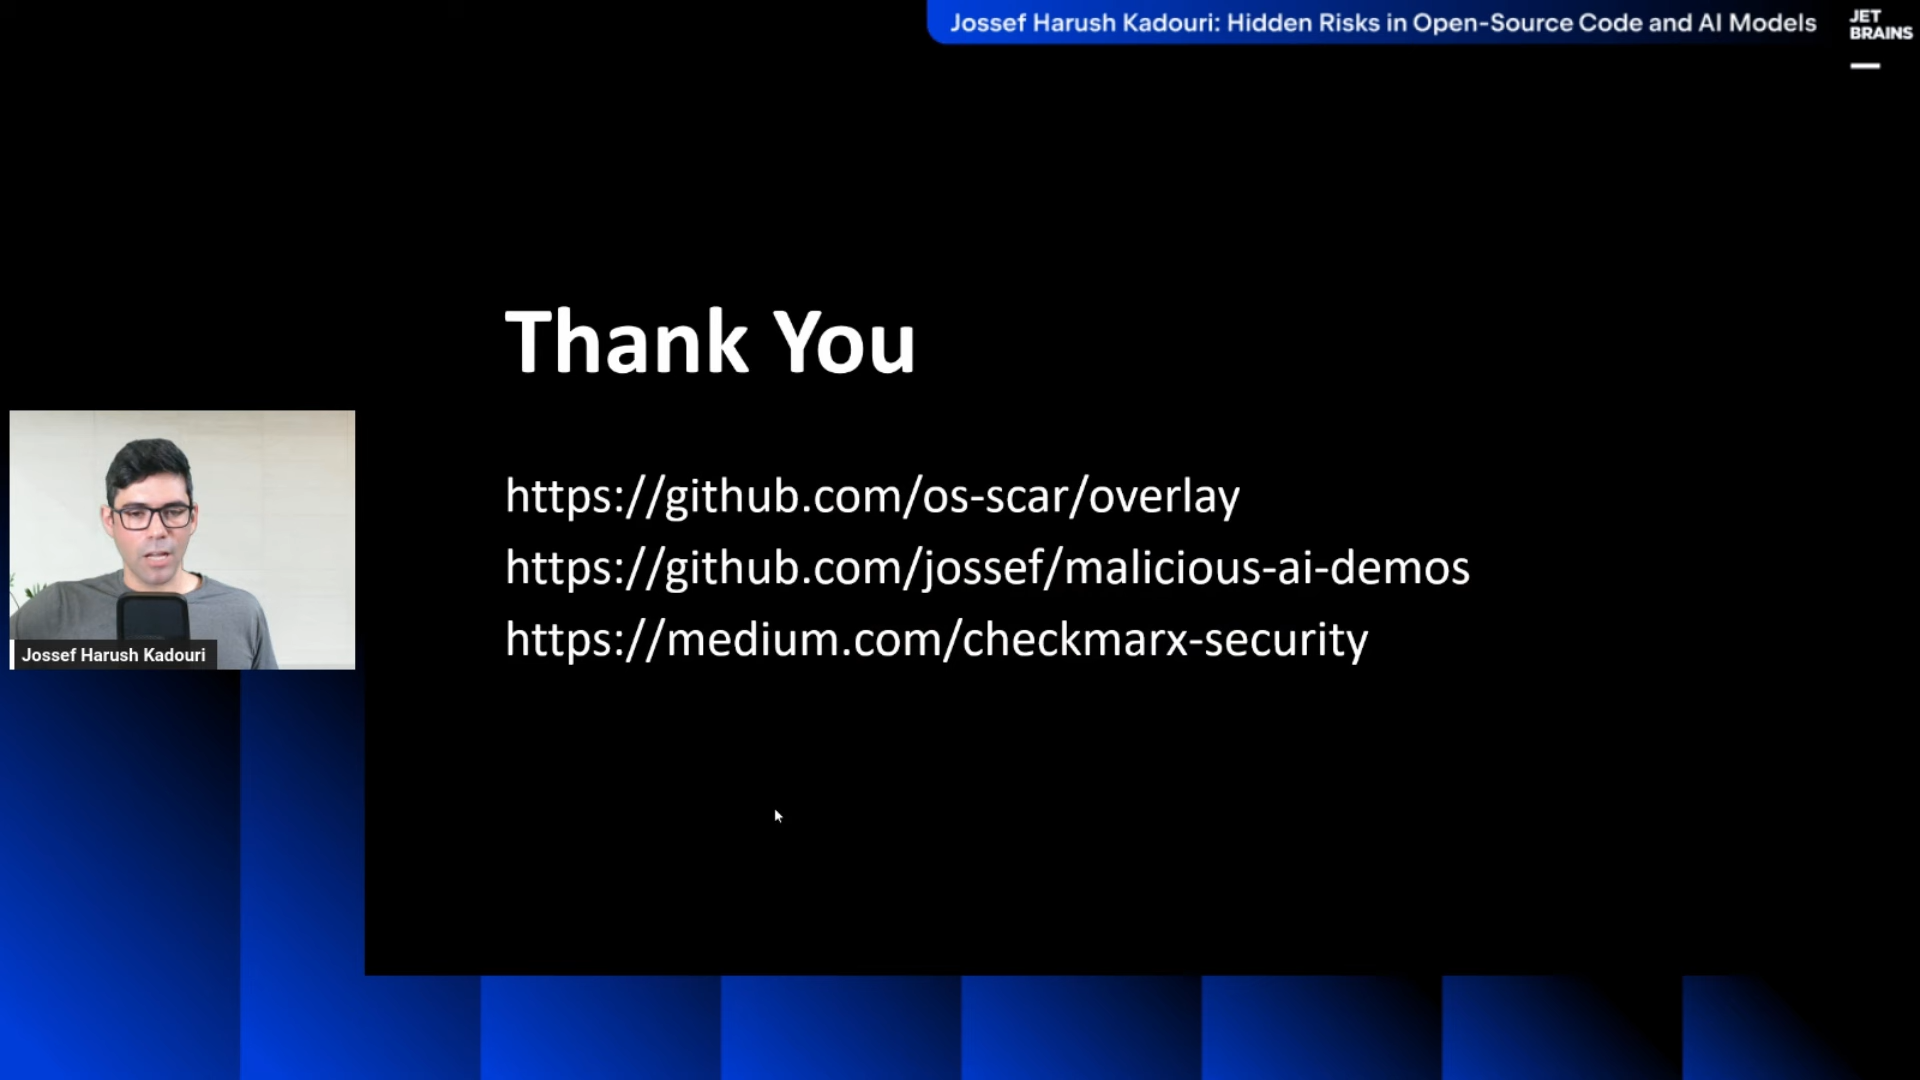 Jossef Harush Kadouri: Hidden Risks in Open-Source Code and AI Models
JET
BRAINS
Thank You
https://github.com/os-scar/overlay
https://github.com/jossef/malicious-ai-demos
https://medium.com/checkmarx-security
Jossef Harush Kadouri